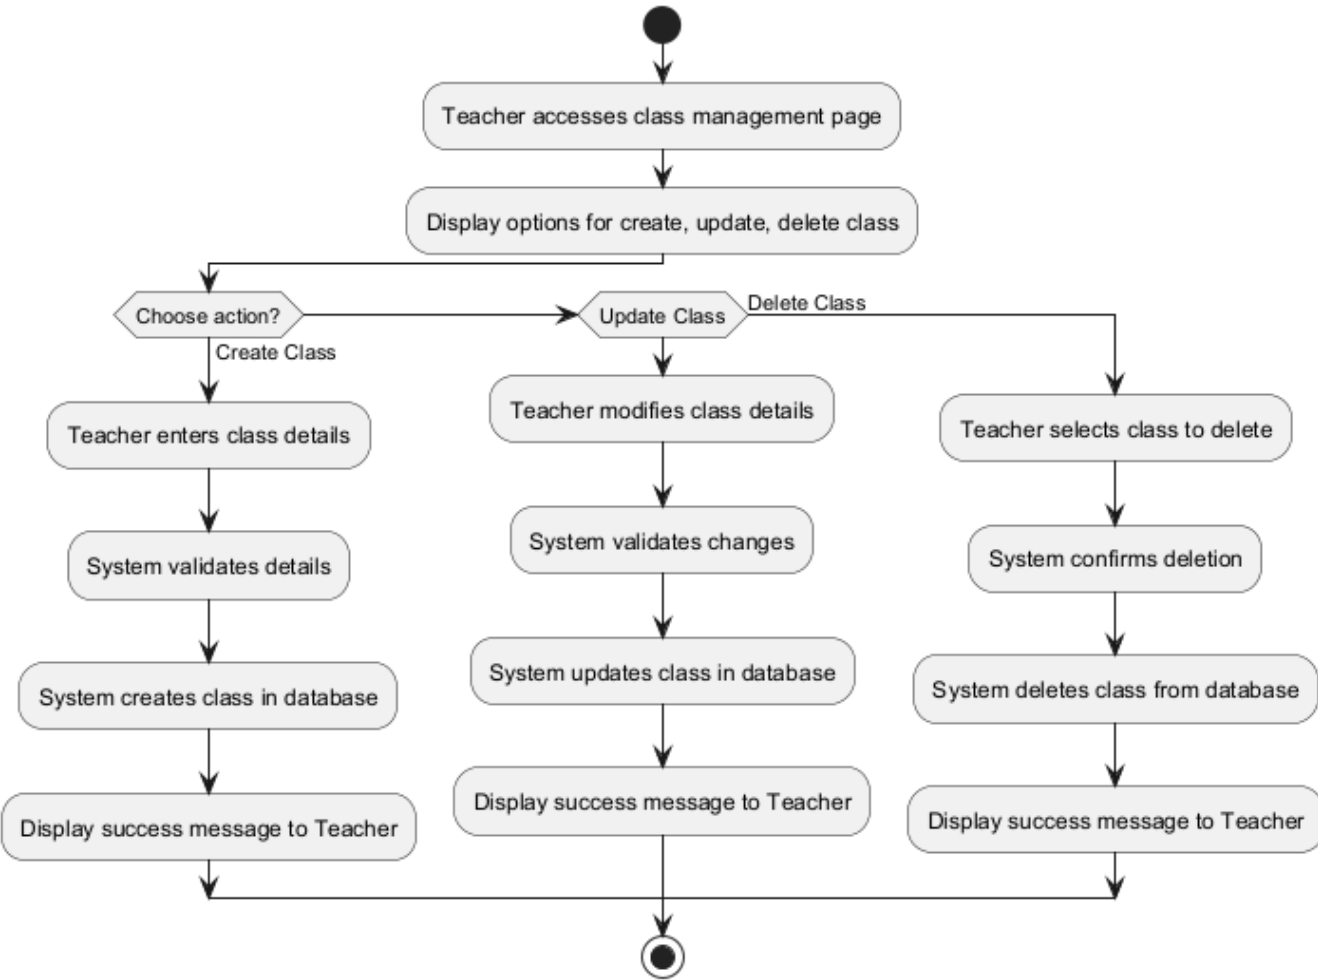 Teacher accesses class management page
Display options for create, update, delete class
Choose action?
Create Class
Update Class
Delete Class
Teacher enters class details
System validates details
System creates class in database
Display success message to Teacher
Teacher modifies class details
System validates changes
System updates class in database
Display success message to Teacher
Teacher selects class to delete
System confirms deletion
System deletes class from database
Display success message to Teacher